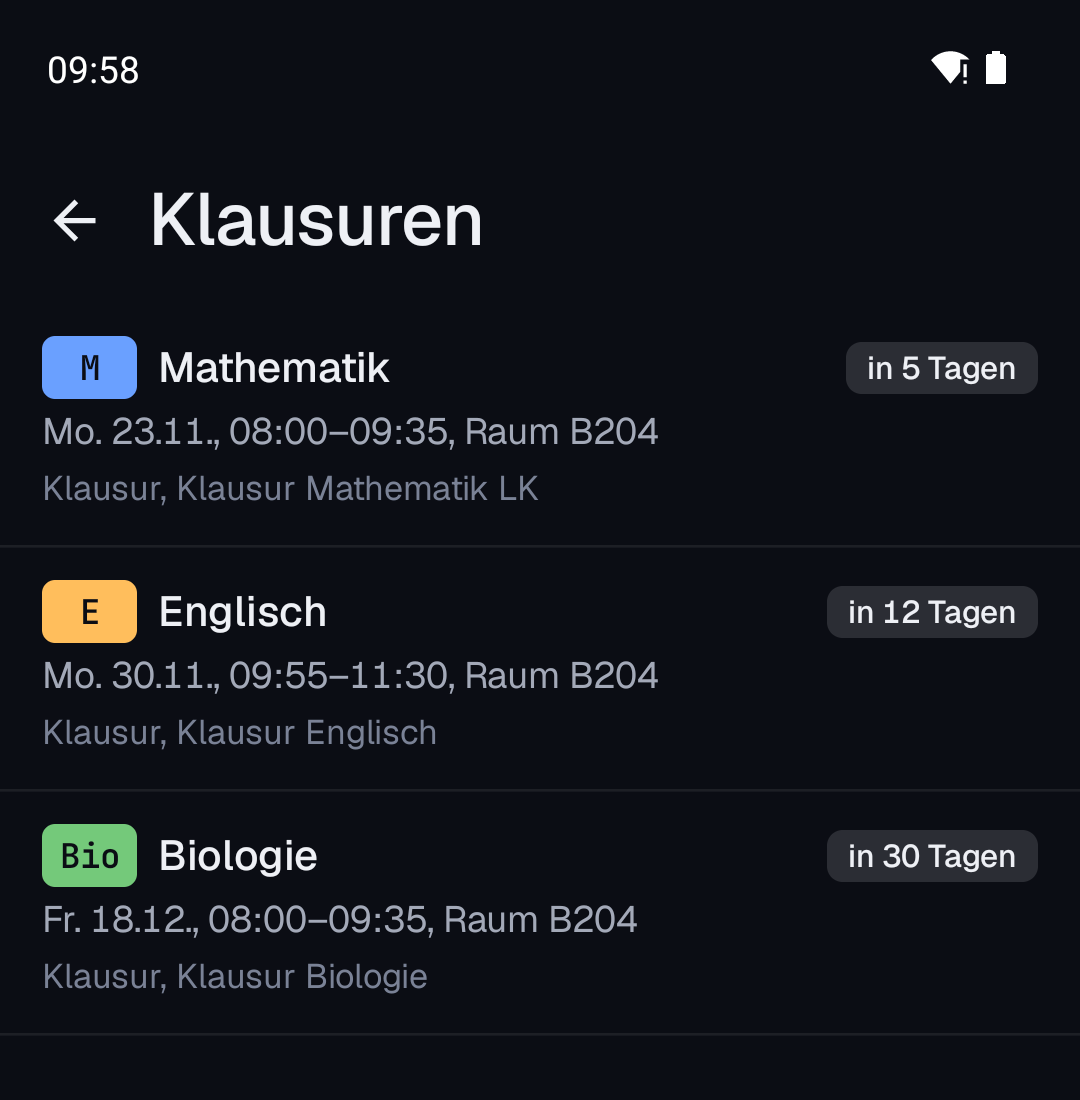 09:58
Klausuren
M Mathematik in 5 Tagen
Mo. 23.11., 08:00–09:35, Raum B204
Klausur, Klausur Mathematik LK
E Englisch in 12 Tagen
Mo. 30.11., 09:55–11:30, Raum B204
Klausur, Klausur Englisch
Bio Biologie in 30 Tagen
Fr. 18.12., 08:00–09:35, Raum B204
Klausur, Klausur Biologie